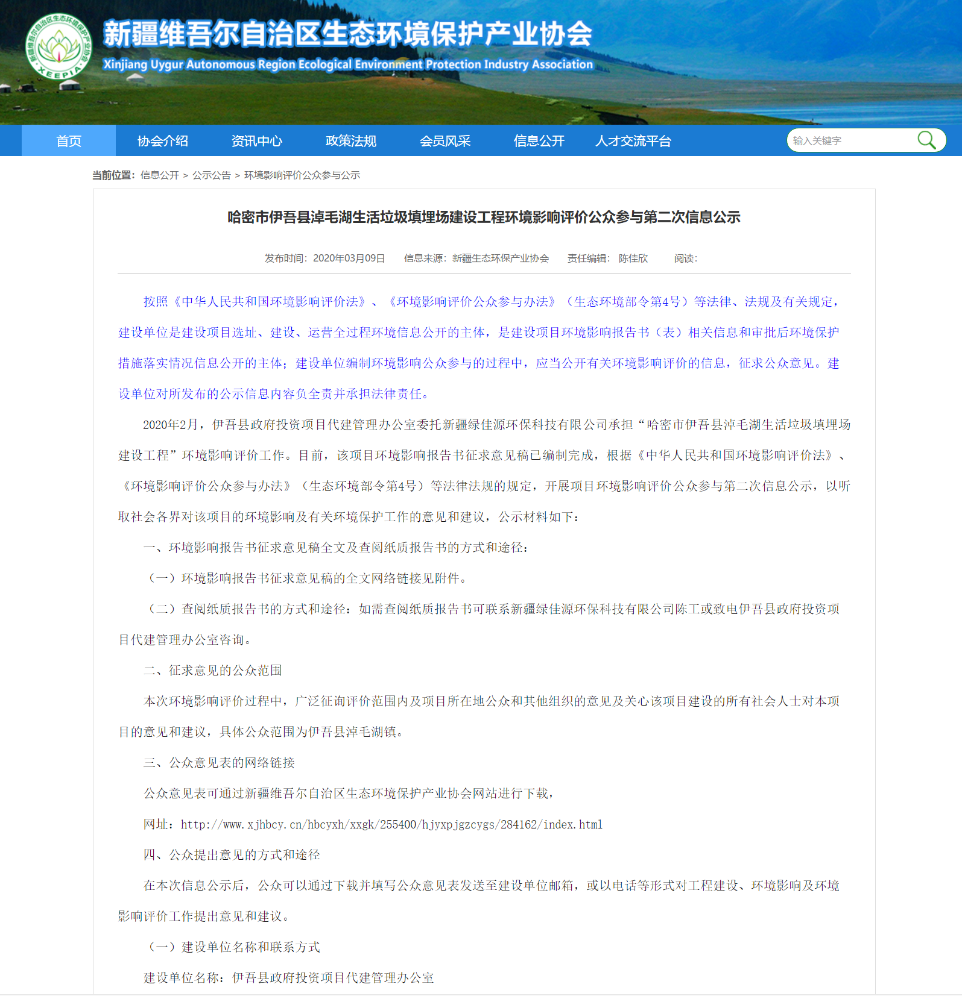 新疆维吾尔自治区生态环境保护产业协会
XEEPIA
新疆维吾尔自治区生态环境保护产业协会
Xinjiang Uygur Autonomous Region Ecological Environment Protection Industry Association
首页 协会介绍 资讯中心 政策法规 会员风采 信息公开 人才交流平台 输入关键字
当前位置：信息公开 > 公示公告 > 环境影响评价公众参与公示
哈密市伊吾县淖毛湖生活垃圾填埋场建设工程环境影响评价公众参与第二次信息公示
发布时间：2020年03月09日 信息来源：新疆生态环保产业协会 责任编辑： 陈佳欣 阅读：
按照《中华人民共和国环境影响评价法》、《环境影响评价公众参与办法》（生态环境部令第4号）等法律、法规及有关规定，
建设单位是建设项目选址、建设、运营全过程环境信息公开的主体，是建设项目环境影响报告书（表）相关信息和审批后环境保护
措施落实情况信息公开的主体；建设单位编制环境影响公众参与的过程中，应当公开有关环境影响评价的信息，征求公众意见。建
设单位对所发布的公示信息内容负全责并承担法律责任。
2020年2月，伊吾县政府投资项目代建管理办公室委托新疆绿佳源环保科技有限公司承担“哈密市伊吾县淖毛湖生活垃圾填埋场
建设工程”环境影响评价工作。目前，该项目环境影响报告书征求意见稿已编制完成，根据《中华人民共和国环境影响评价法》、
《环境影响评价公众参与办法》（生态环境部令第4号）等法律法规的规定，开展项目环境影响评价公众参与第二次信息公示，以听
取社会各界对该项目的环境影响及有关环境保护工作的意见和建议，公示材料如下：
一、环境影响报告书征求意见稿全文及查阅纸质报告书的方式和途径：
（一）环境影响报告书征求意见稿的全文网络链接见附件。
（二）查阅纸质报告书的方式和途径：如需查阅纸质报告书可联系新疆绿佳源环保科技有限公司陈工或致电伊吾县政府投资项
目代建管理办公室咨询。
二、征求意见的公众范围
本次环境影响评价过程中，广泛征询评价范围内及项目所在地公众和其他组织的意见及关心该项目建设的所有社会人士对本项
目的意见和建议，具体公众范围为伊吾县淖毛湖镇。
三、公众意见表的网络链接
公众意见表可通过新疆维吾尔自治区生态环境保护产业协会网站进行下载，
网址：http://www.xjhbcy.cn/hbcyxh/xxgk/255400/hjyxpjgzcygs/284162/index.html
四、公众提出意见的方式和途径
在本次信息公示后，公众可以通过下载并填写公众意见表发送至建设单位邮箱，或以电话等形式对工程建设、环境影响及环境
影响评价工作提出意见和建议。
（一）建设单位名称和联系方式
建设单位名称：伊吾县政府投资项目代建管理办公室